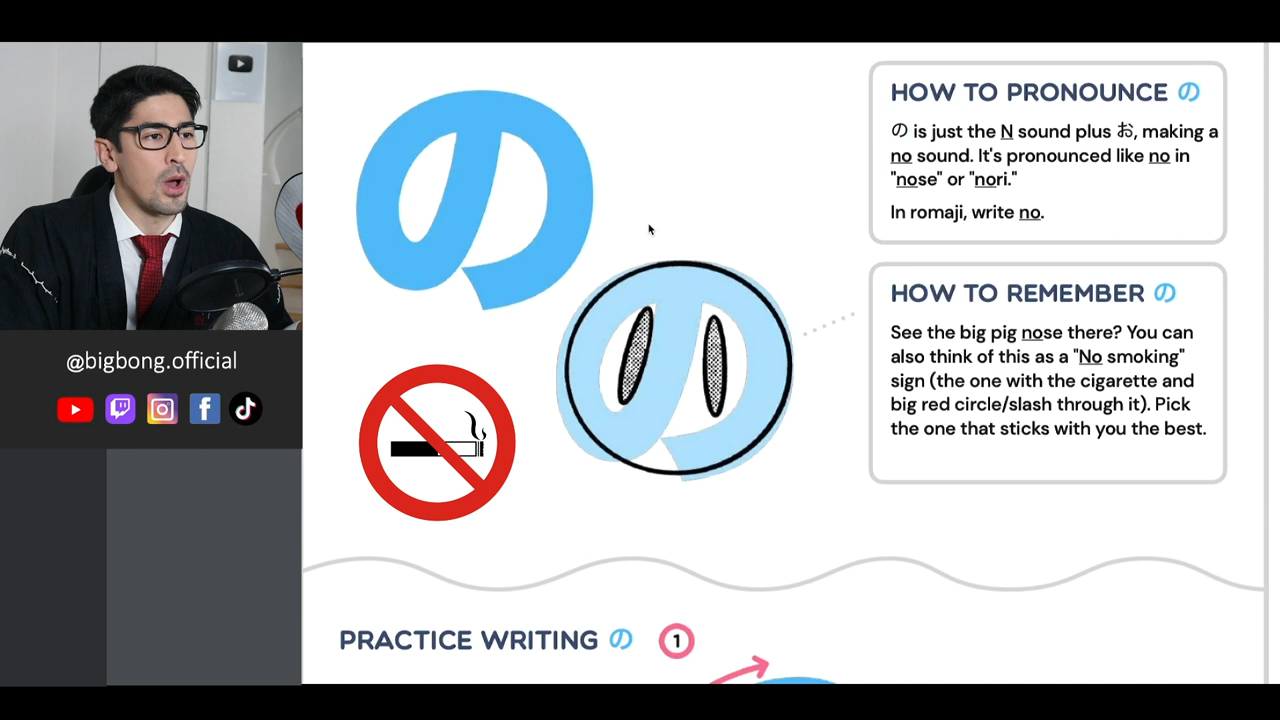 の
HOW TO PRONOUNCE の
の is just the N sound plus お, making a
no sound. It's pronounced like no in
"nose" or "nori."
In romaji, write no.
の
HOW TO REMEMBER の
See the big pig nose there? You can
also think of this as a "No smoking"
sign (the one with the cigarette and
big red circle/slash through it). Pick
the one that sticks with you the best.
@bigbong.official
PRACTICE WRITING の 1